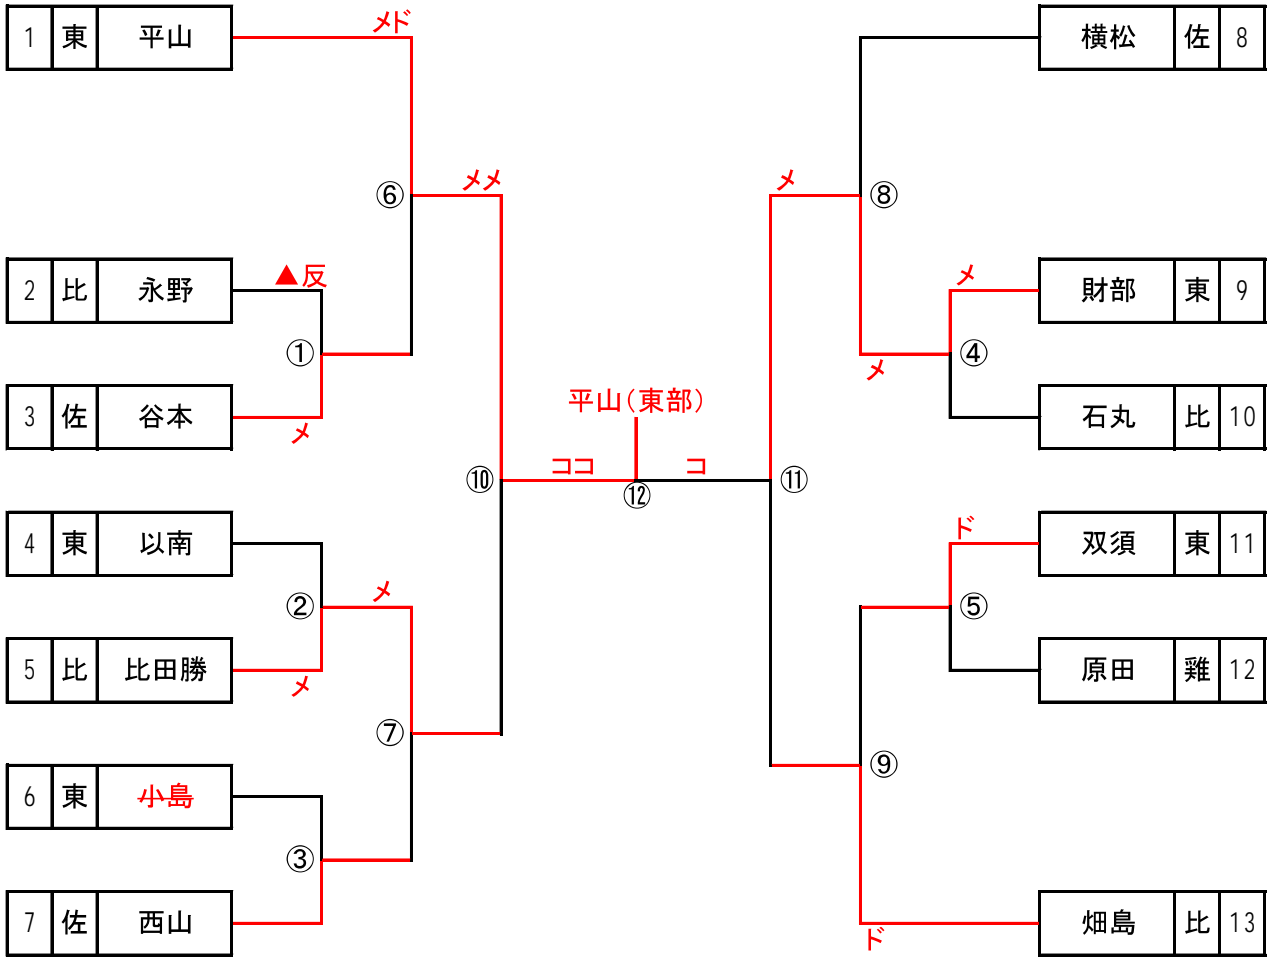 1 東 平山
メド
横松 佐 8
⑥
メメ
メ
⑧
2 比 永野
▲反
メ
財部 東 9
①
④
3 佐 谷本
メ
メ
石丸 比 10
平山(東部)
⑩
ココ
⑫
コ
⑪
4 東 以南
ド
双須 東 11
②
メ
⑤
5 比 比田勝
メ
原田 雞 12
⑦
⑨
6 東 小島
③
7 佐 西山
ド
畑島 比 13